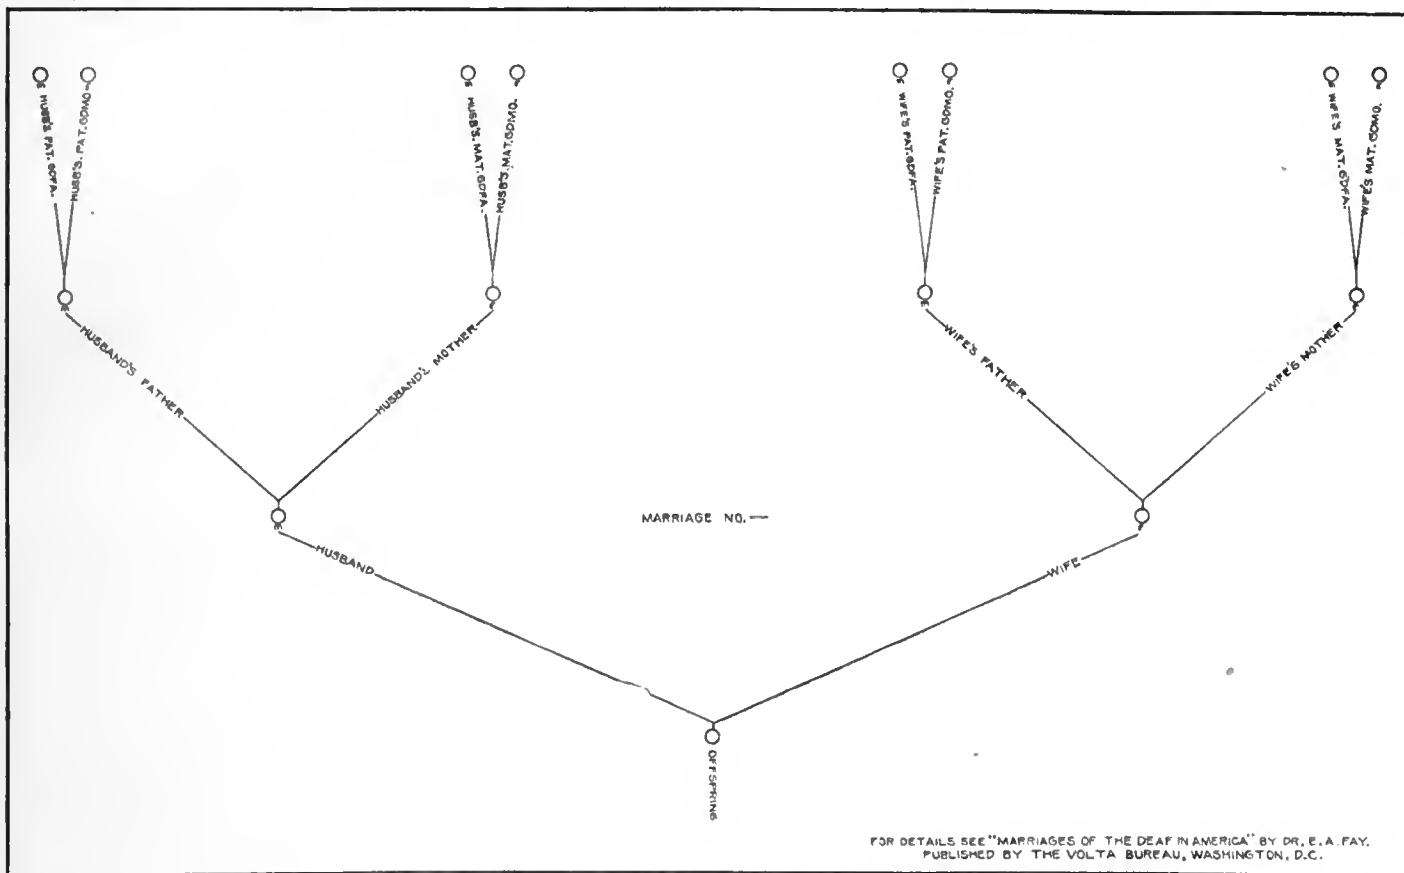 HUSB'S PAT. GDFA.
HUSB'S. PAT. GDMO.
HUSB'S. MAT. GDFA.
HUSB'S. MAT. GDMO.
WIFE'S PAT. GDFA.
WIFE'S PAT. GDMO.
WIFE'S MAT. GDFA.
WIFE'S MAT. GDMO.
HUSBAND'S FATHER
HUSBAND'S MOTHER
WIFE'S FATHER
WIFE'S MOTHER
MARRIAGE NO. —
HUSBAND
WIFE
OFFSPRING
FOR DETAILS SEE "MARRIAGES OF THE DEAF IN AMERICA" BY DR. E. A. FAY.
PUBLISHED BY THE VOLTA BUREAU, WASHINGTON, D.C.